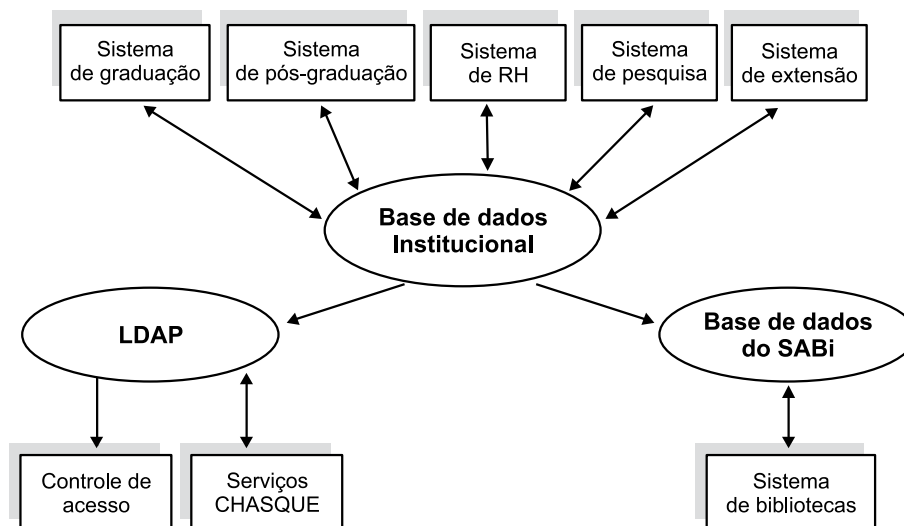 Sistema
de graduação
Sistema
de pós-graduação
Sistema
de RH
Sistema
de pesquisa
Sistema
de extensão
Base de dados
Institucional
LDAP
Base de dados
do SABi
Controle de
acesso
Serviços
CHASQUE
Sistema
de bibliotecas